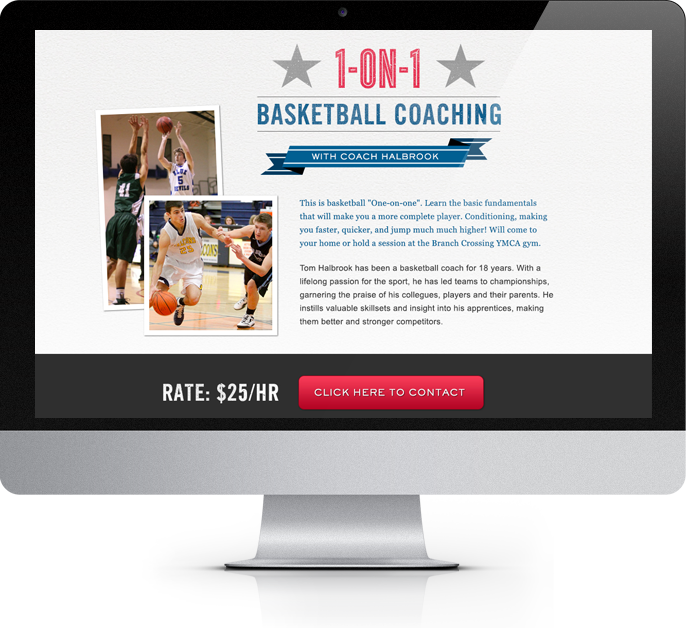 1-ON-1
BASKETBALL COACHING
WITH COACH HALBROOK
This is basketball "One-on-one". Learn the basic fundamentals
that will make you a more complete player. Conditioning, making
you faster, quicker, and jump much much higher! Will come to
your home or hold a session at the Branch Crossing YMCA gym.
Tom Halbrook has been a basketball coach for 18 years. With a
lifelong passion for the sport, he has led teams to championships,
garnering the praise of his collegues, players and their parents. He
instills valuable skillsets and insight into his apprentices, making
them better and stronger competitors.
RATE: $25/HR
CLICK HERE TO CONTACT
41
5
DEVILS